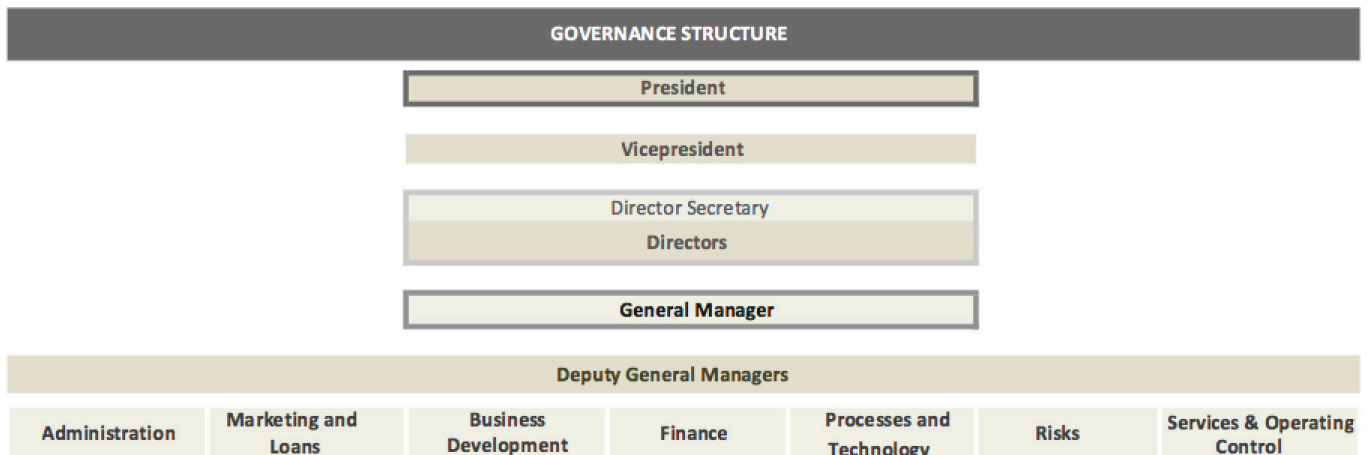 GOVERNANCE STRUCTURE
President
Vicepresident
Director Secretary
Directors
General Manager
Deputy General Managers
Administration
Marketing and
Loans
Business
Development
Finance
Processes and
Technology
Risks
Services & Operating
Control